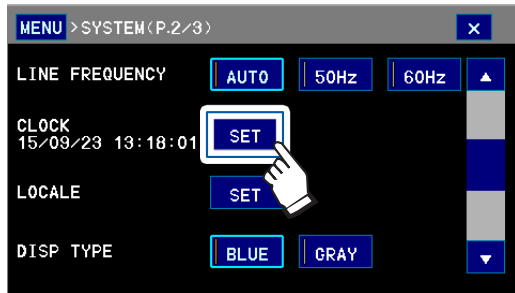 MENU >SYSTEM(P.2/3) ×
LINE FREQUENCY AUTO 50Hz 60Hz ▲
CLOCK
15/09/23 13:18:01 SET
LOCALE SET
DISP TYPE BLUE GRAY ▼